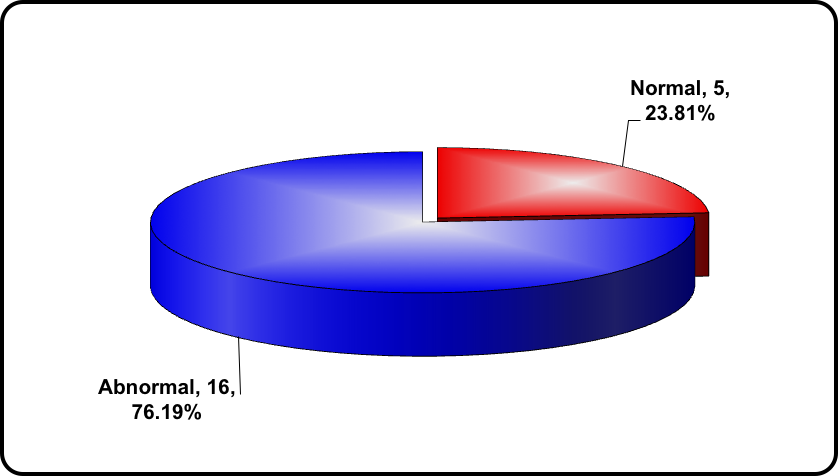 Normal, 5,
23.81%
Abnormal, 16,
76.19%